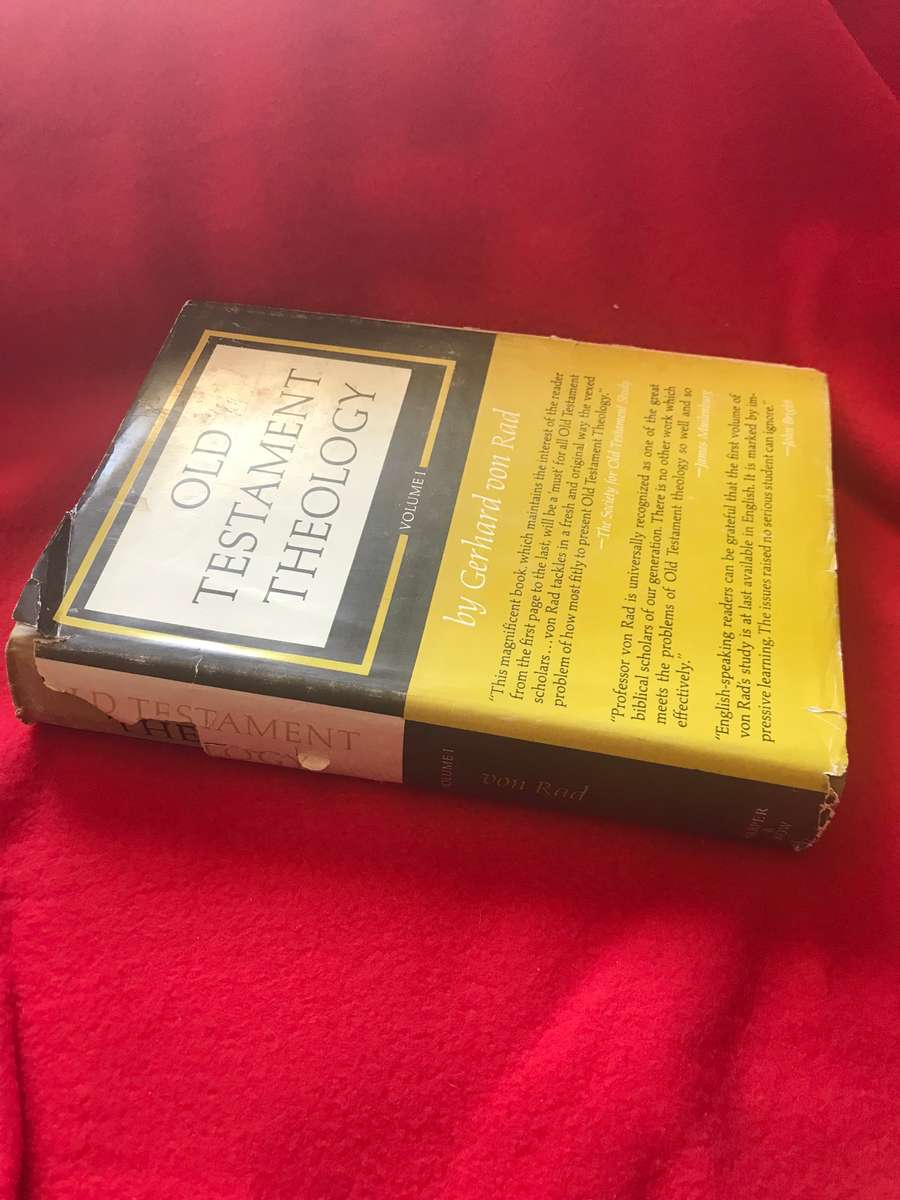 OLD
TESTAMENT
THEOLOGY
VOLUME I
by Gerhard von Rad
"This magnificent book, which maintains the interest of the reader
from the first page to the last, will be a 'must' for all Old Testament
scholars... von Rad tackles in a fresh and original way the vexed
problem of how most fitly to present Old Testament Theology."
—The Society for Old Testament Study
"Professor von Rad is universally recognized as one of the great
biblical scholars of our generation. There is no other work which
meets the problems of Old Testament theology so well and so
effectively."
—James Muilenburg
"English-speaking readers can be grateful that the first volume of
von Rad's study is at last available in English. It is marked by im-
pressive learning. The issues raised no serious student can ignore."
—John Bright
LD TESTAMENT
THEOLOGY
OLUME I
von Rad
HARPER
&
ROW